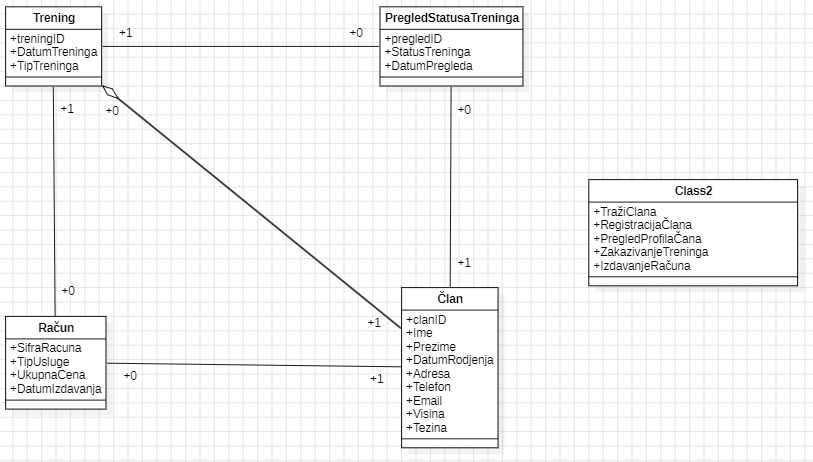 Trening
+treningID
+DatumTreninga
+TipTreninga
+1
+0
PregledStatusaTreninga
+pregledID
+StatusTreninga
+DatumPregleda
+1
+0
+0
Class2
+TražiClana
+RegistracijaČlana
+PregledProfilaČana
+ZakazivanjeTreninga
+IzdavanjeRačuna
+1
+0
+1
Član
+clanID
+Ime
+Prezime
+DatumRodjenja
+Adresa
+Telefon
+Email
+Visina
+Tezina
Račun
+SifraRacuna
+TipUsluge
+UkupnaCena
+DatumIzdavanja
+0
+1